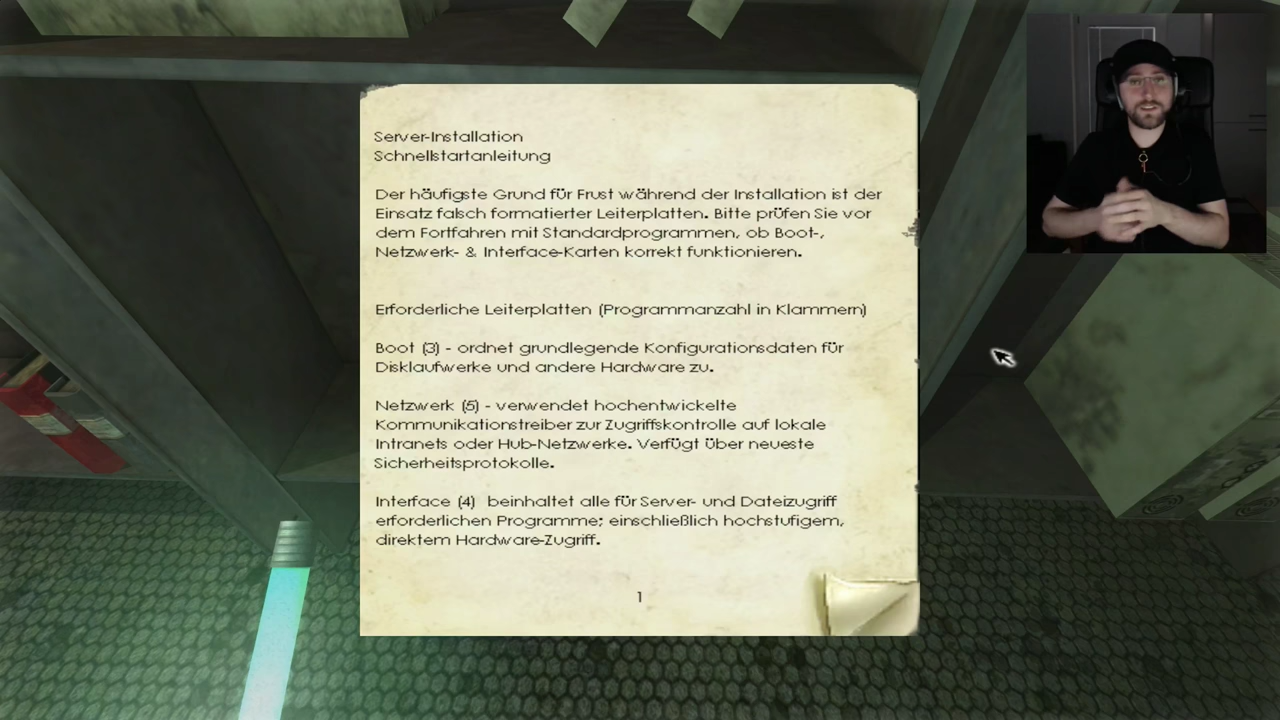 Server-Installation
Schnellstartanleitung
Der häufigste Grund für Frust während der Installation ist der
Einsatz falsch formatierter Leiterplatten. Bitte prüfen Sie vor
dem Fortfahren mit Standardprogrammen, ob Boot-,
Netzwerk- & Interface-Karten korrekt funktionieren.
Erforderliche Leiterplatten (Programmanzahl in Klammern)
Boot (3) - ordnet grundlegende Konfigurationsdaten für
Disklaufwerke und andere Hardware zu.
Netzwerk (5) - verwendet hochentwickelte
Kommunikationstreiber zur Zugriffskontrolle auf lokale
Intranets oder Hub-Netzwerke. Verfügt über neueste
Sicherheitsprotokolle.
Interface (4)  beinhaltet alle für Server- und Dateizugriff
erforderlichen Programme; einschließlich hochstufigem,
direktem Hardware-Zugriff.
1